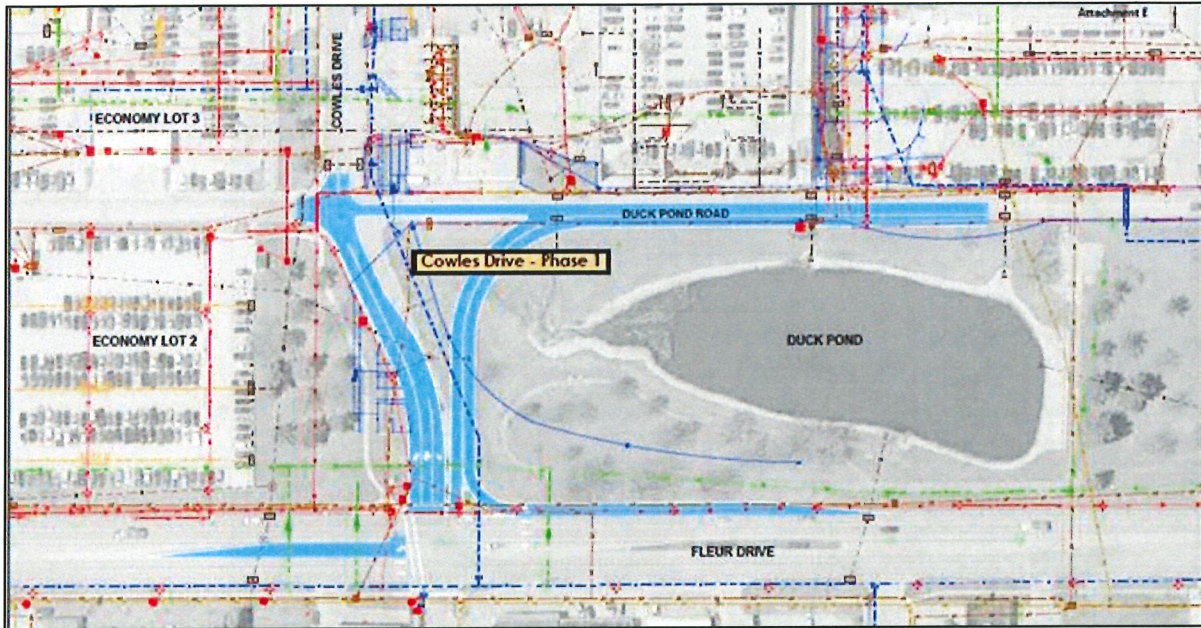 Attachment E
COWLES DRIVE
ECONOMY LOT 3
DUCK POND ROAD
Cowles Drive - Phase 1
ECONOMY LOT 2
DUCK POND
FLEUR DRIVE